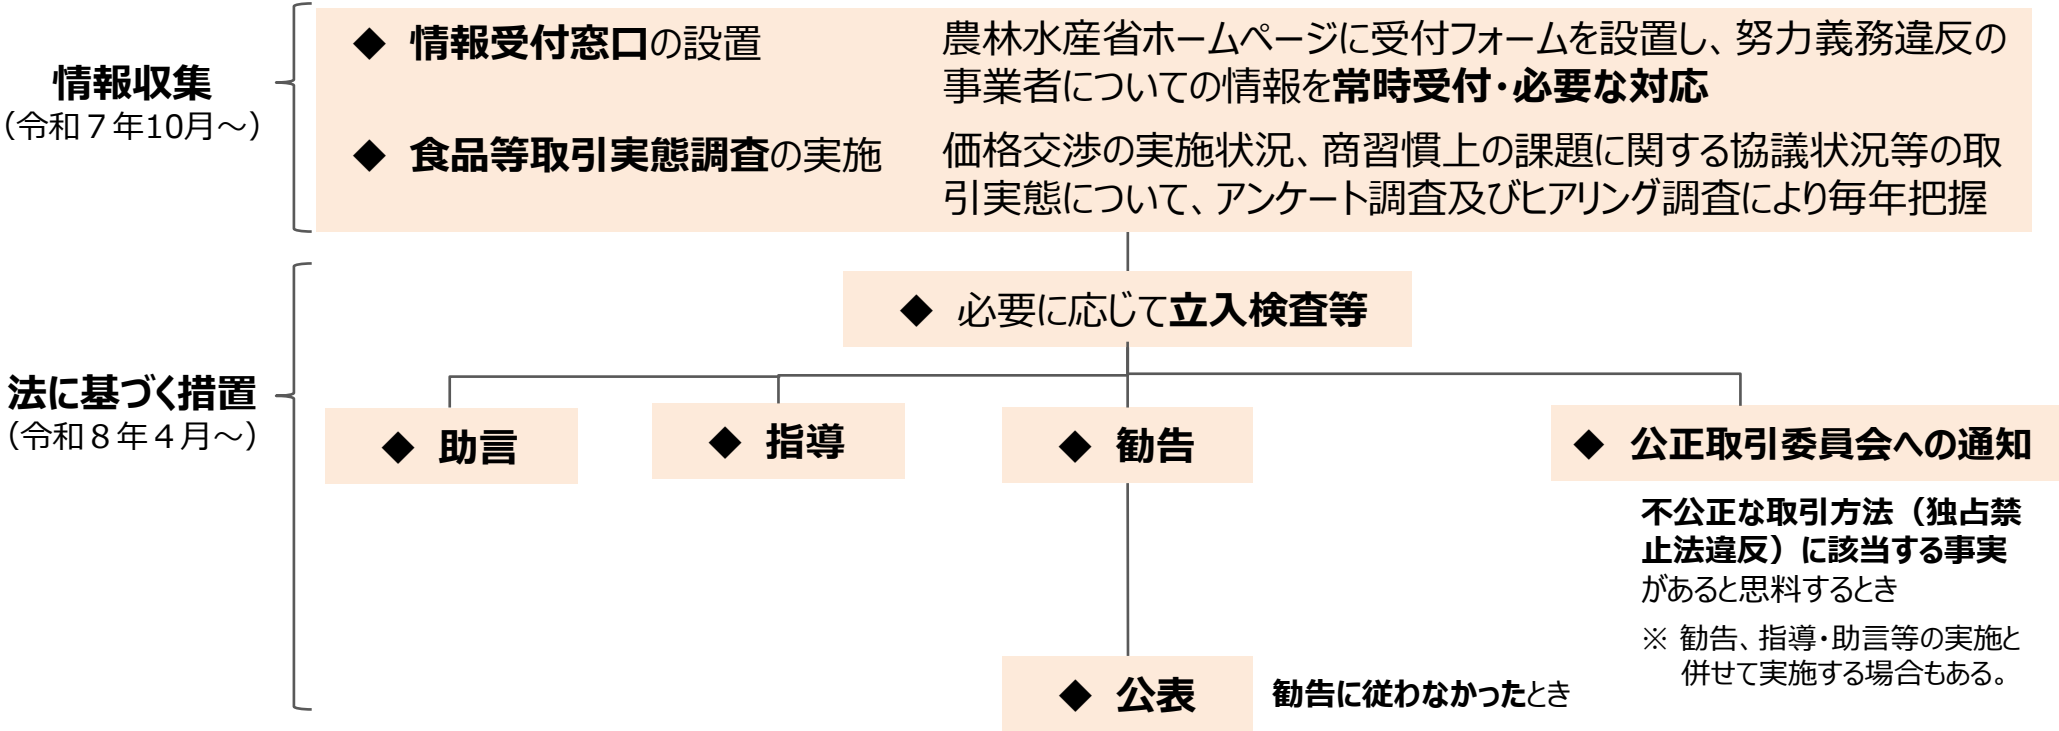 情報収集
（令和７年10月～）
◆ 情報受付窓口の設置
農林水産省ホームページに受付フォームを設置し、努力義務違反の
事業者についての情報を常時受付・必要な対応
◆ 食品等取引実態調査の実施
価格交渉の実施状況、商習慣上の課題に関する協議状況等の取
引実態について、アンケート調査及びヒアリング調査により毎年把握
法に基づく措置
（令和８年４月～）
◆ 必要に応じて立入検査等
◆ 助言
◆ 指導
◆ 勧告
◆ 公正取引委員会への通知
不公正な取引方法（独占禁
止法違反）に該当する事実
があると思料するとき
※ 勧告、指導・助言等の実施と
併せて実施する場合もある。
◆ 公表
勧告に従わなかったとき